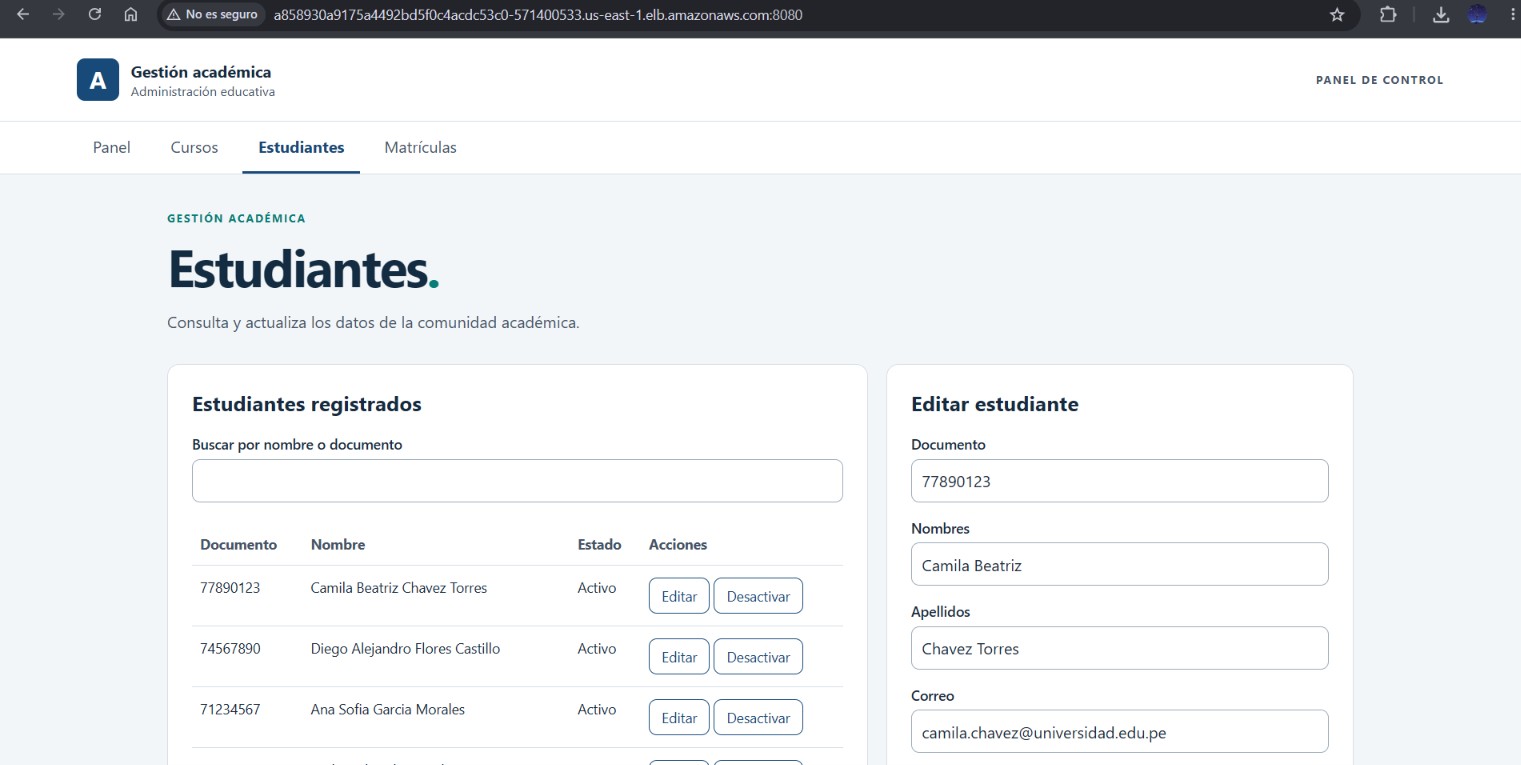 No es seguro a858930a9175a4492bd5f0c4acdc53c0-571400533.us-east-1.elb.amazonaws.com:8080
A
Gestión académica
Administración educativa
PANEL DE CONTROL
Panel Cursos Estudiantes Matrículas
GESTIÓN ACADÉMICA
Estudiantes.
Consulta y actualiza los datos de la comunidad académica.
Estudiantes registrados
Buscar por nombre o documento
Documento Nombre Estado Acciones
77890123 Camila Beatriz Chavez Torres Activo Editar Desactivar
74567890 Diego Alejandro Flores Castillo Activo Editar Desactivar
71234567 Ana Sofia Garcia Morales Activo Editar Desactivar
Editar estudiante
Documento
77890123
Nombres
Camila Beatriz
Apellidos
Chavez Torres
Correo
camila.chavez@universidad.edu.pe